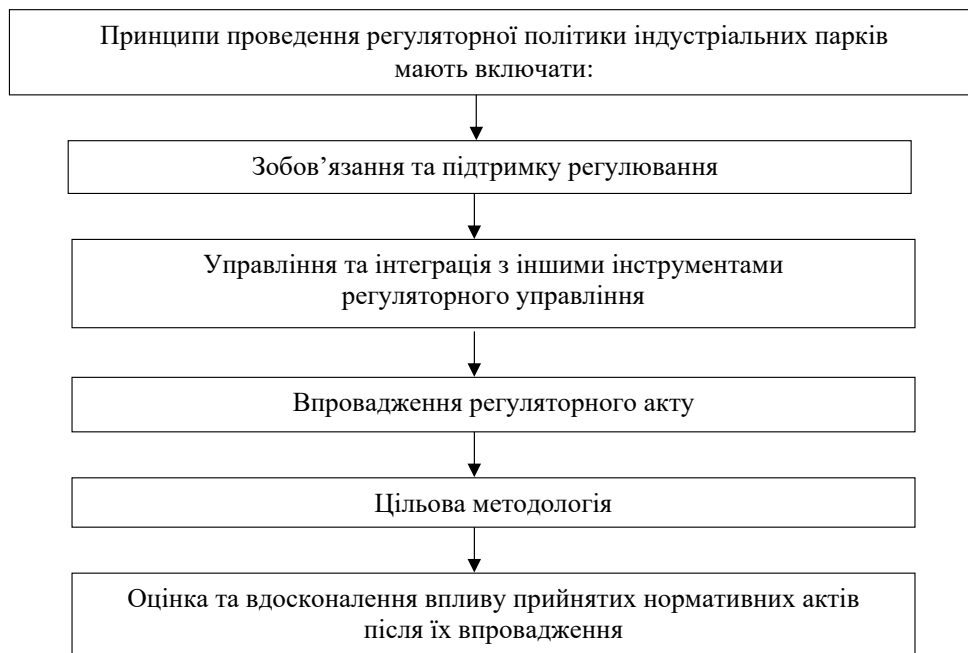 Принципи проведення регуляторної політики індустріальних парків
мають включати:
Зобов’язання та підтримку регулювання
Управління та інтеграція з іншими інструментами
регуляторного управління
Впровадження регуляторного акту
Цільова методологія
Оцінка та вдосконалення впливу прийнятих нормативних актів
після їх впровадження